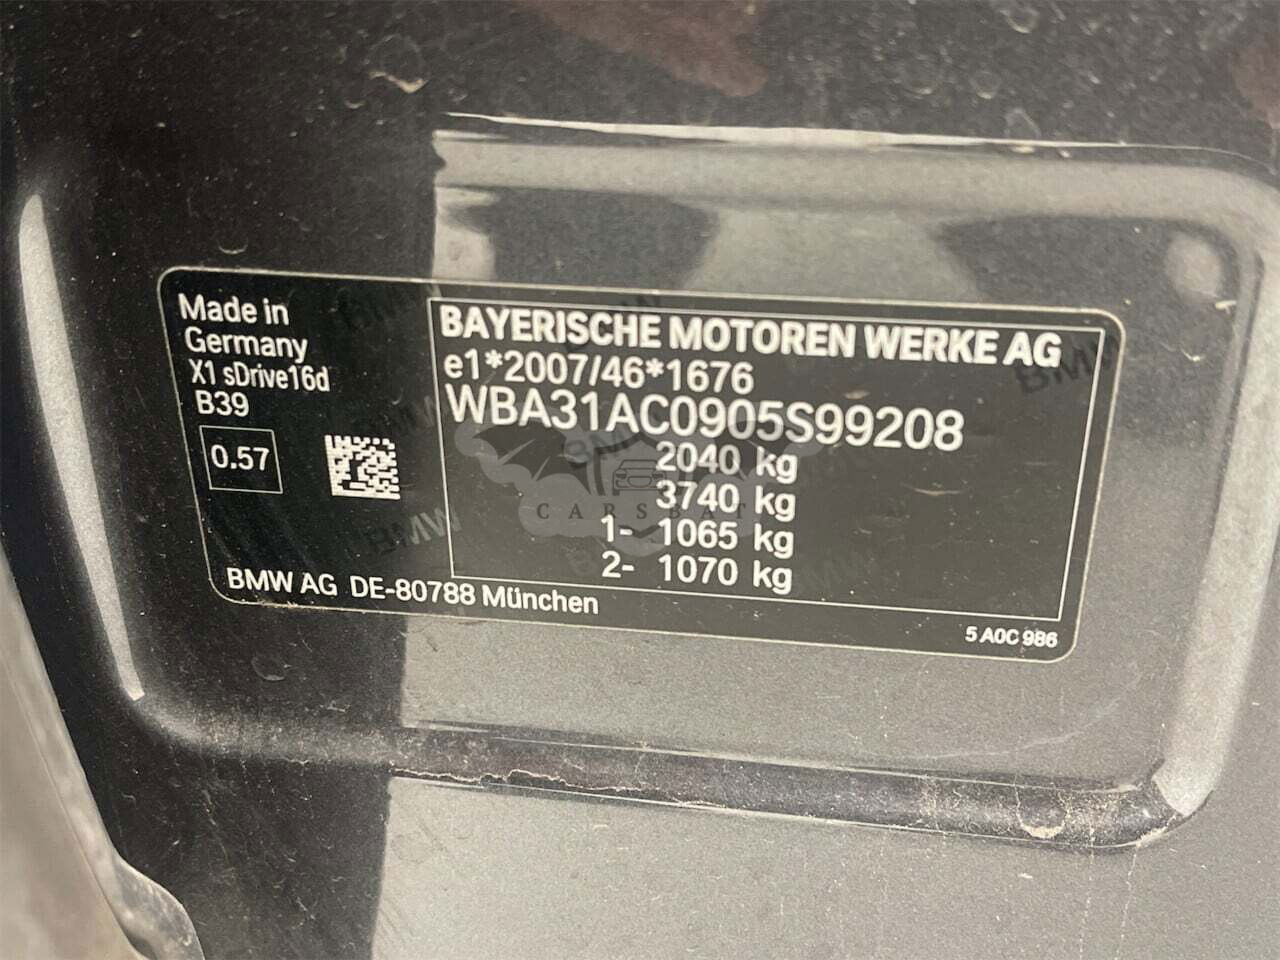 Made in
Germany
X1 sDrive16d
B39
0.57
BAYERISCHE MOTOREN WERKE AG
e1*2007/46*1676
WBA31AC0905S99208
2040 kg
3740 kg
1- 1065 kg
2- 1070 kg
BMW AG DE-80788 München
5 A0C 986
CARSBAT